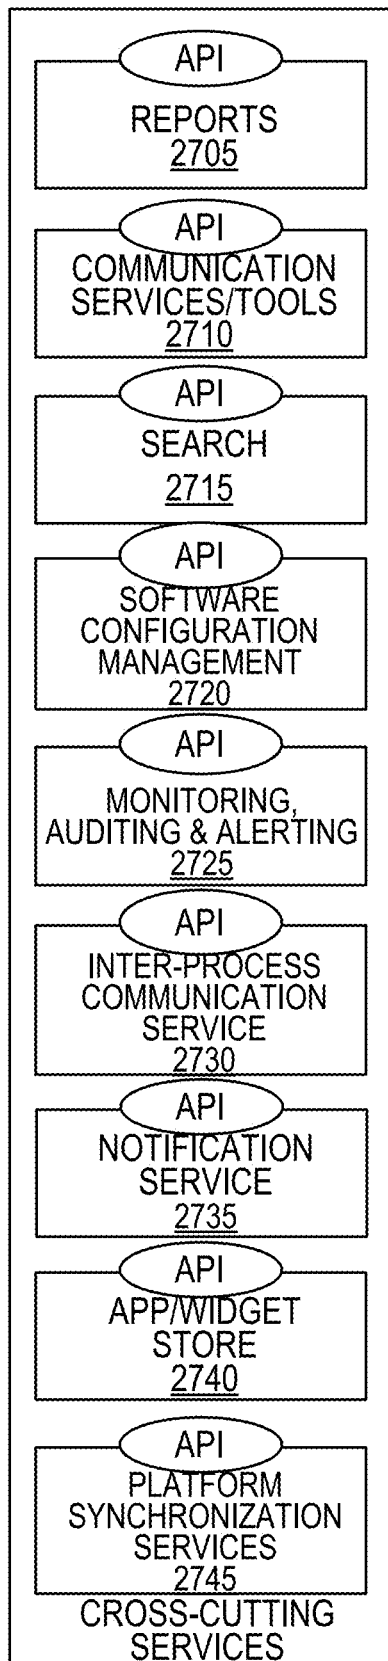 API
REPORTS
2705
API
COMMUNICATION
SERVICES/TOOLS
2710
API
SEARCH
2715
API
SOFTWARE
CONFIGURATION
MANAGEMENT
2720
API
MONITORING,
AUDITING & ALERTING
2725
API
INTER-PROCESS
COMMUNICATION
SERVICE
2730
API
NOTIFICATION
SERVICE
2735
API
APP/WIDGET
STORE
2740
API
PLATFORM
SYNCHRONIZATION
SERVICES
2745
CROSS-CUTTING
SERVICES